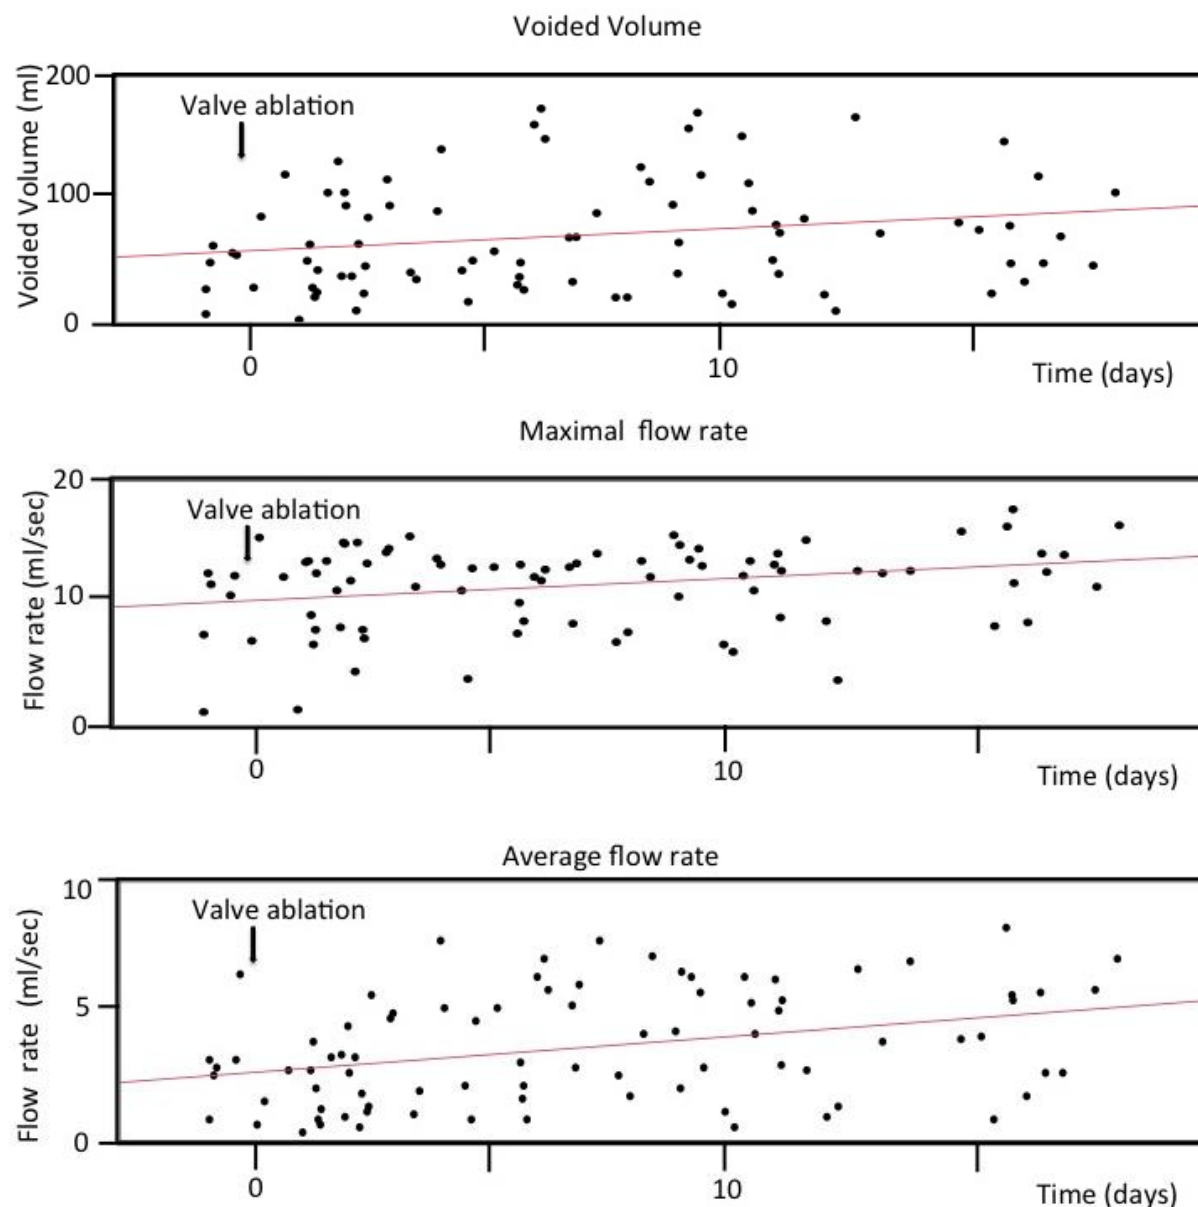 Voided Volume
Voided Volume (ml)
200
100
0
Valve ablation
0
10
Time (days)
Maximal flow rate
Flow rate (ml/sec)
20
10
0
Valve ablation
0
10
Time (days)
Average flow rate
Flow rate (ml/sec)
10
5
0
Valve ablation
0
10
Time (days)